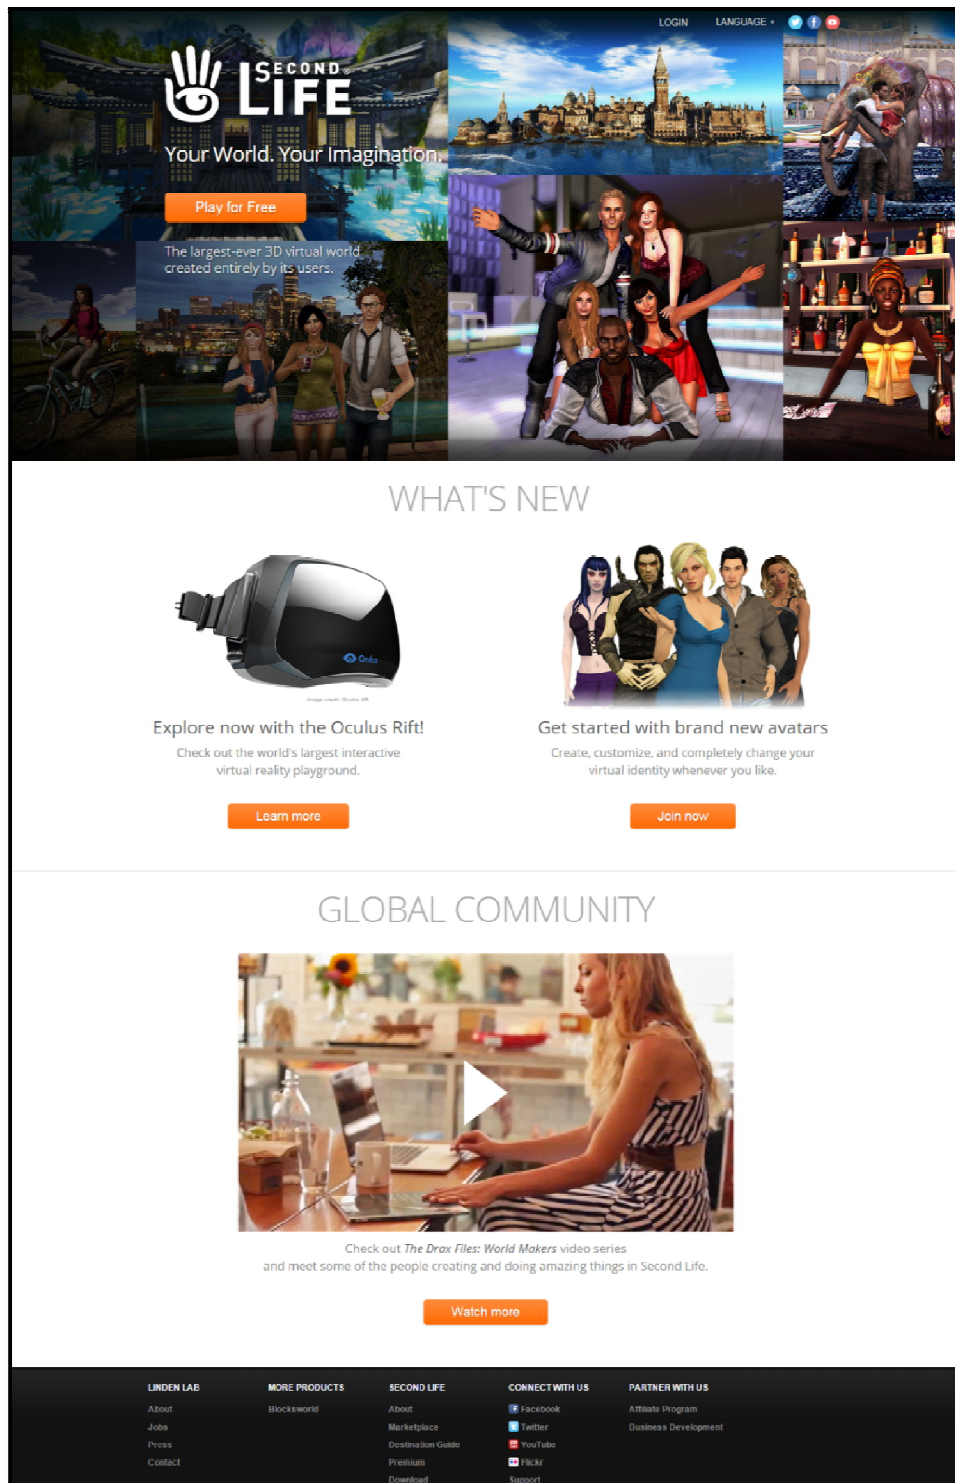 LOGIN
LANGUAGE
SECOND
LIFE
Your World. Your Imagination.
Play for Free
The largest-ever 3D virtual world
created entirely by its users.
WHAT'S NEW
Oculus
Image credit: Oculus VR
Explore now with the Oculus Rift!
Check out the world's largest interactive
virtual reality playground.
Learn more
Get started with brand new avatars
Create, customize, and completely change your
virtual identity whenever you like.
Join now
GLOBAL COMMUNITY
Check out The Drax Files: World Makers video series
and meet some of the people creating and doing amazing things in Second Life.
Watch more
LINDEN LAB
About
Jobs
Press
Contact
MORE PRODUCTS
Blocksworld
SECOND LIFE
About
Marketplace
Destination Guide
Premium
Download
CONNECT WITH US
Facebook
Twitter
YouTube
Flickr
Support
PARTNER WITH US
Affiliate Program
Business Development